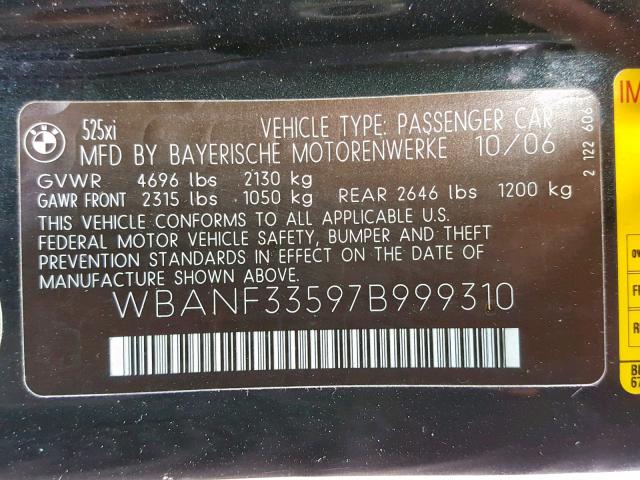 BMW
525xi
VEHICLE TYPE: PASSENGER CAR
MFD BY BAYERISCHE MOTORENWERKE 10/06
GVWR 4696 lbs 2130 kg
GAWR FRONT 2315 lbs 1050 kg REAR 2646 lbs 1200 kg
THIS VEHICLE CONFORMS TO ALL APPLICABLE U.S.
FEDERAL MOTOR VEHICLE SAFETY, BUMPER AND THEFT
PREVENTION STANDARDS IN EFFECT ON THE DATE OF
MANUFACTURE SHOWN ABOVE.
WBANF33597B999310
2 122 606